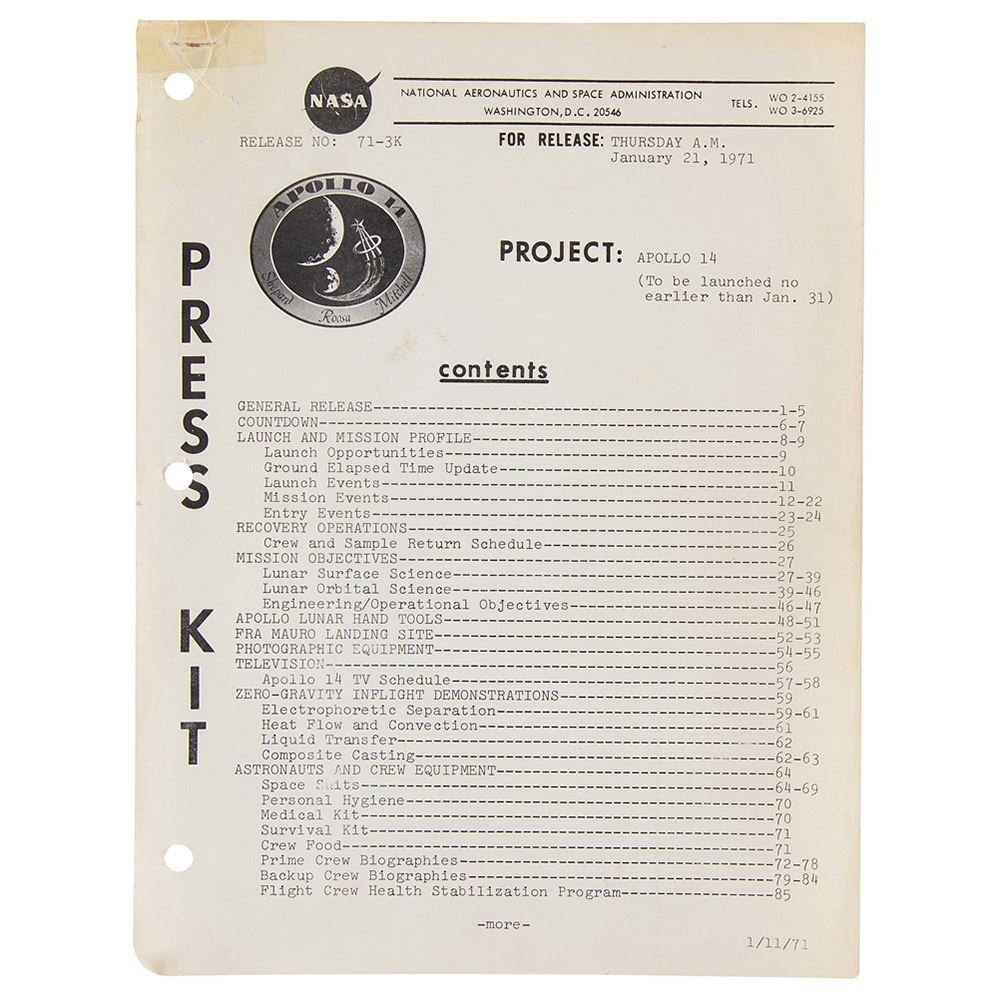 NASA
NATIONAL AERONAUTICS AND SPACE ADMINISTRATION
WASHINGTON, D.C. 20546
TELS. WO 2-4155
WO 3-6925
RELEASE NO: 71-3K
FOR RELEASE: THURSDAY A.M.
January 21, 1971
APOLLO 14
Shepard
Roosa
Mitchell
PROJECT: APOLLO 14
(To be launched no
earlier than Jan. 31)
PRESS KIT
contents
GENERAL RELEASE---------------------------------------------1-5
COUNTDOWN---------------------------------------------------6-7
LAUNCH AND MISSION PROFILE----------------------------------8-9
Launch Opportunities-------------------------------------9
Ground Elapsed Time Update-------------------------------10
Launch Events--------------------------------------------11
Mission Events-------------------------------------------12-22
Entry Events---------------------------------------------23-24
RECOVERY OPERATIONS-----------------------------------------25
Crew and Sample Return Schedule--------------------------26
MISSION OBJECTIVES------------------------------------------27
Lunar Surface Science------------------------------------27-39
Lunar Orbital Science------------------------------------39-46
Engineering/Operational Objectives-----------------------46-47
APOLLO LUNAR HAND TOOLS-------------------------------------48-51
FRA MAURO LANDING SITE--------------------------------------52-53
PHOTOGRAPHIC EQUIPMENT--------------------------------------54-55
TELEVISION--------------------------------------------------56
Apollo 14 TV Schedule------------------------------------57-58
ZERO-GRAVITY INFLIGHT DEMONSTRATIONS------------------------59
Electrophoretic Separation-------------------------------59-61
Heat Flow and Convection---------------------------------61
Liquid Transfer------------------------------------------62
Composite Casting----------------------------------------62-63
ASTRONAUTS AND CREW EQUIPMENT-------------------------------64
Space Suits----------------------------------------------64-69
Personal Hygiene-----------------------------------------70
Medical Kit----------------------------------------------70
Survival Kit---------------------------------------------71
Crew Food------------------------------------------------71
Prime Crew Biographies-----------------------------------72-78
Backup Crew Biographies----------------------------------79-84
Flight Crew Health Stabilization Program-----------------85
-more-
1/11/71